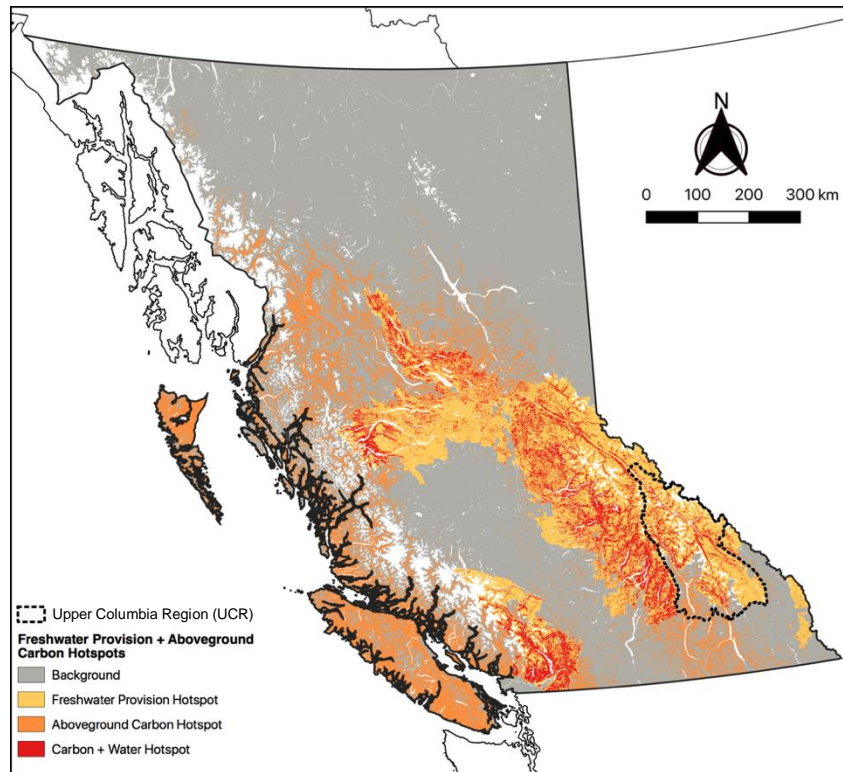 N
0 100 200 300 km
Upper Columbia Region (UCR)
Freshwater Provision + Aboveground
Carbon Hotspots
Background
Freshwater Provision Hotspot
Aboveground Carbon Hotspot
Carbon + Water Hotspot